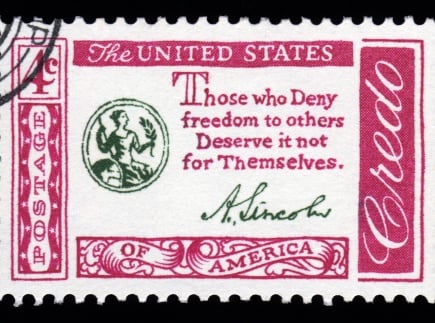 The UNITED STATES
4c
POSTAGE
Those who Deny
freedom to others
Deserve it not
for Themselves.
A. Lincoln
OF AMERICA
Credo